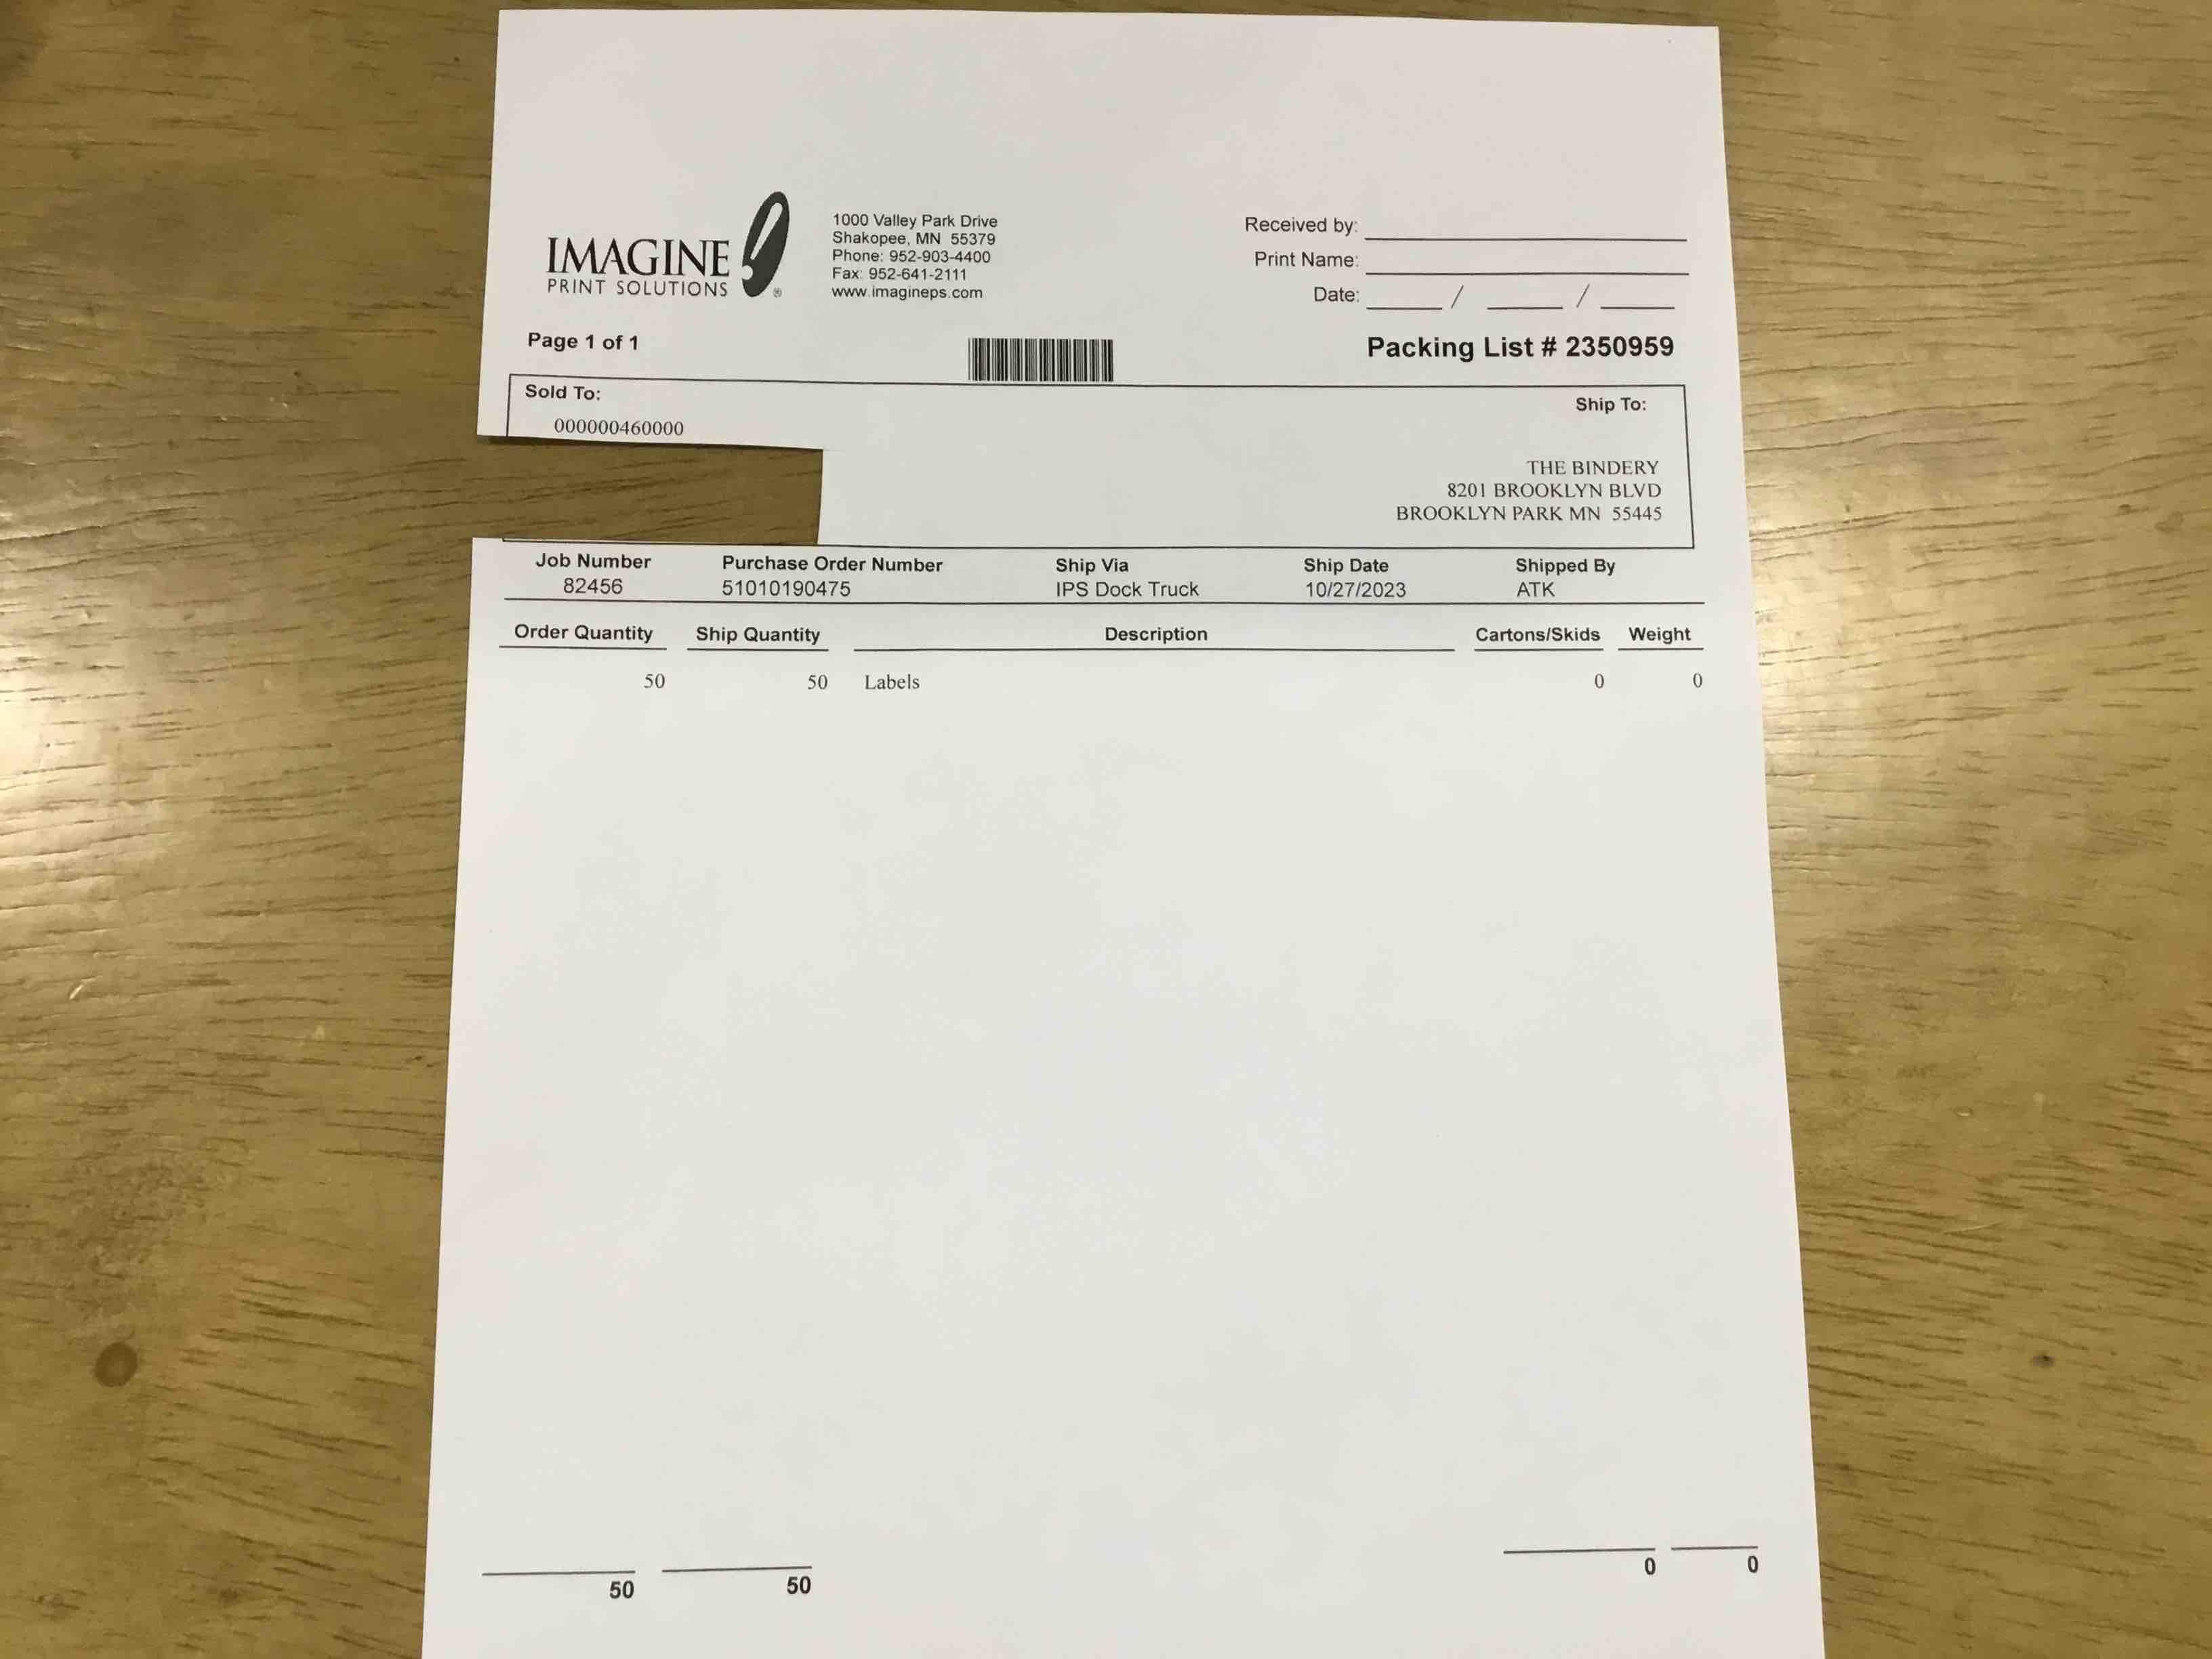 IMAGINE
PRINT SOLUTIONS ®
1000 Valley Park Drive
Shakopee, MN 55379
Phone: 952-903-4400
Fax: 952-641-2111
www.imagineps.com
Received by:
Print Name:
Date: / /
Page 1 of 1
Packing List # 2350959
Sold To:
000000460000
Ship To:
THE BINDERY
8201 BROOKLYN BLVD
BROOKLYN PARK MN 55445
Job Number Purchase Order Number Ship Via Ship Date Shipped By
82456 51010190475 IPS Dock Truck 10/27/2023 ATK
Order Quantity Ship Quantity Description Cartons/Skids Weight
50 50 Labels 0 0
50 50 0 0